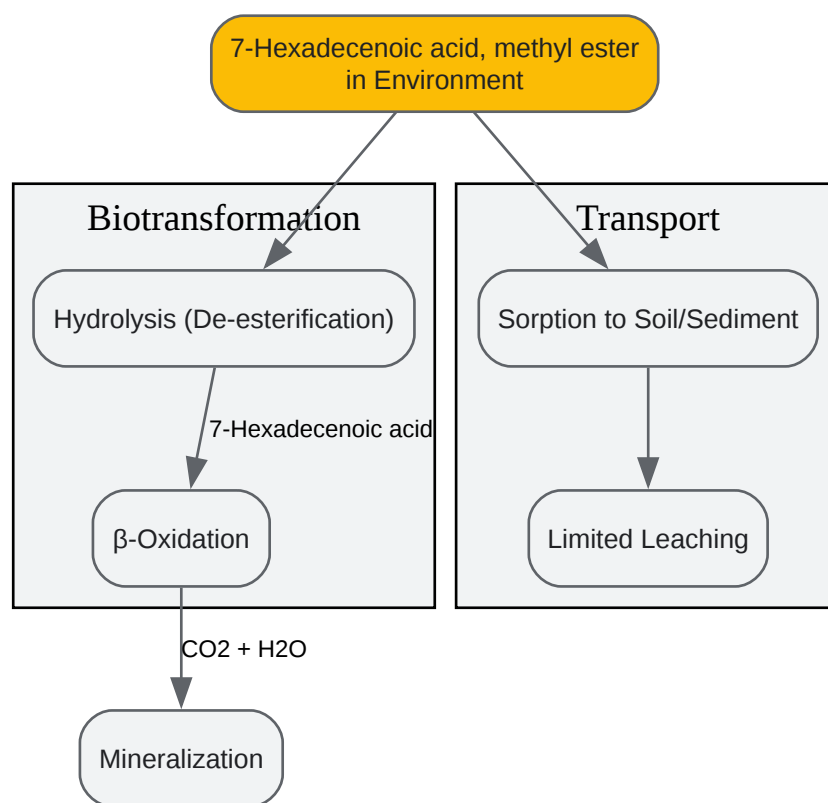 7-Hexadecenoic acid, methyl ester
in Environment
Biotransformation
Transport
Hydrolysis (De-esterification)
Sorption to Soil/Sediment
7-Hexadecenoic acid
β-Oxidation
Limited Leaching
CO2 + H2O
Mineralization